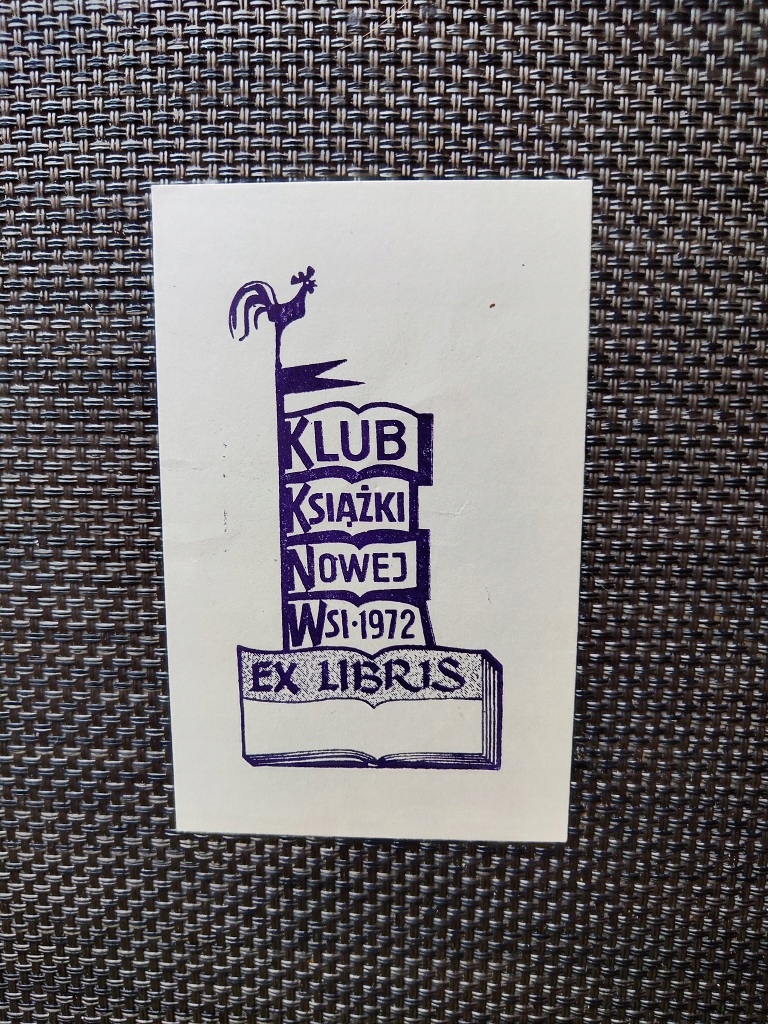 KLUB
KSIĄŻKI
NOWEJ
WSI·1972
EX LIBRIS